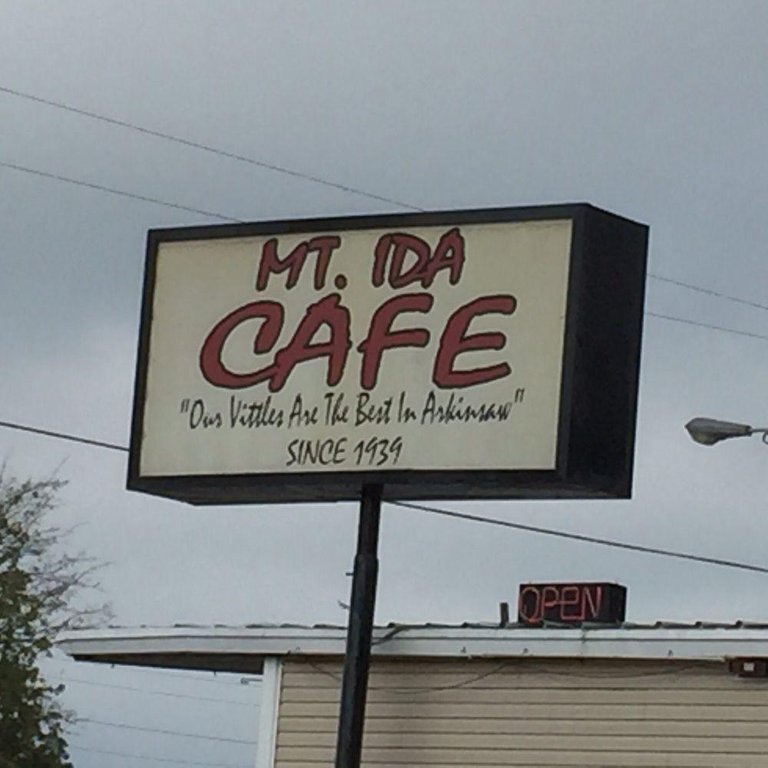 MT. IDA
CAFE
"Our Vittles Are The Best In Arkinsaw"
SINCE 1939
OPEN